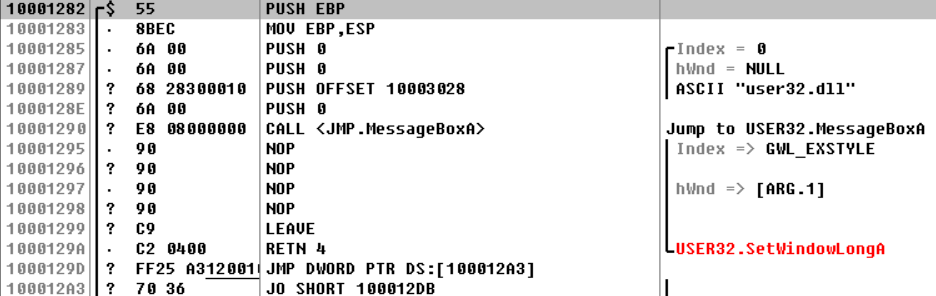 10001282 $ 55 PUSH EBP
10001283 . 8BEC MOV EBP,ESP
10001285 . 6A 00 PUSH 0 Index = 0
10001287 . 6A 00 PUSH 0 hWnd = NULL
10001289 ? 68 28300010 PUSH OFFSET 10003028 ASCII "user32.dll"
1000128E ? 6A 00 PUSH 0
10001290 ? E8 08000000 CALL <JMP.MessageBoxA> Jump to USER32.MessageBoxA
10001295 . 90 NOP Index => GWL_EXSTYLE
10001296 ? 90 NOP
10001297 . 90 NOP hWnd => [ARG.1]
10001298 ? 90 NOP
10001299 ? C9 LEAVE
1000129A . C2 0400 RETN 4 USER32.SetWindowLongA
1000129D ? FF25 A312001 JMP DWORD PTR DS:[100012A3]
100012A3 ? 70 36 JO SHORT 100012DB